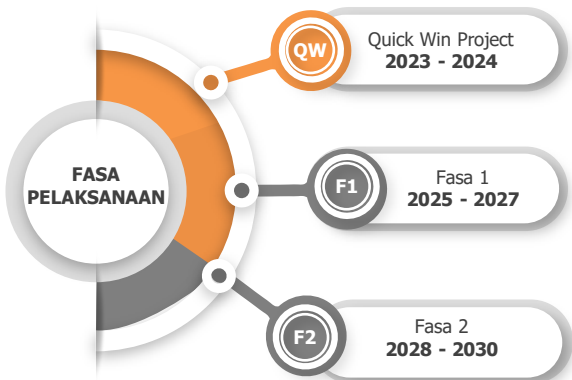 QW
Quick Win Project
2023 - 2024
FASA
PELAKSANAAN
F1
Fasa 1
2025 - 2027
F2
Fasa 2
2028 - 2030